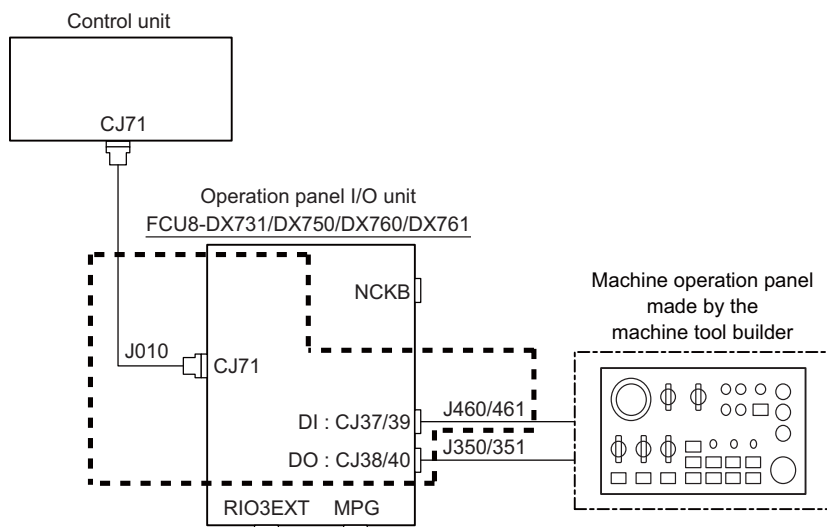 Control unit
CJ71
Operation panel I/O unit
FCU8-DX731/DX750/DX760/DX761
NCKB
Machine operation panel
made by the
machine tool builder
J010
CJ71
DI : CJ37/39
J460/461
DO : CJ38/40
J350/351
RIO3EXT MPG